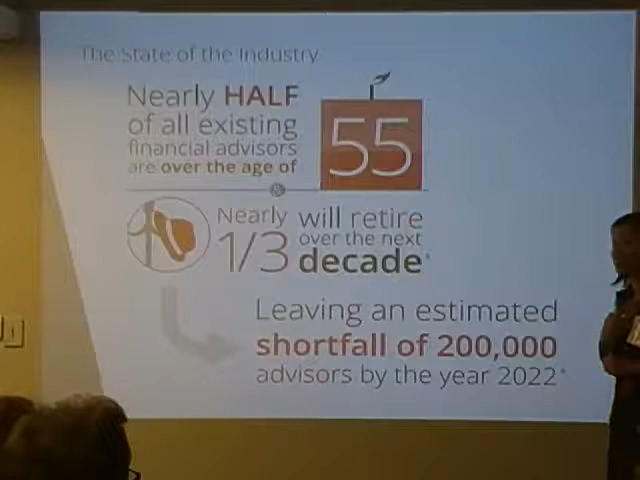 The State of the Industry
Nearly HALF
of all existing
financial advisors
are over the age of
55
Nearly
1/3
will retire
over the next
decade*
Leaving an estimated
shortfall of 200,000
advisors by the year 2022*